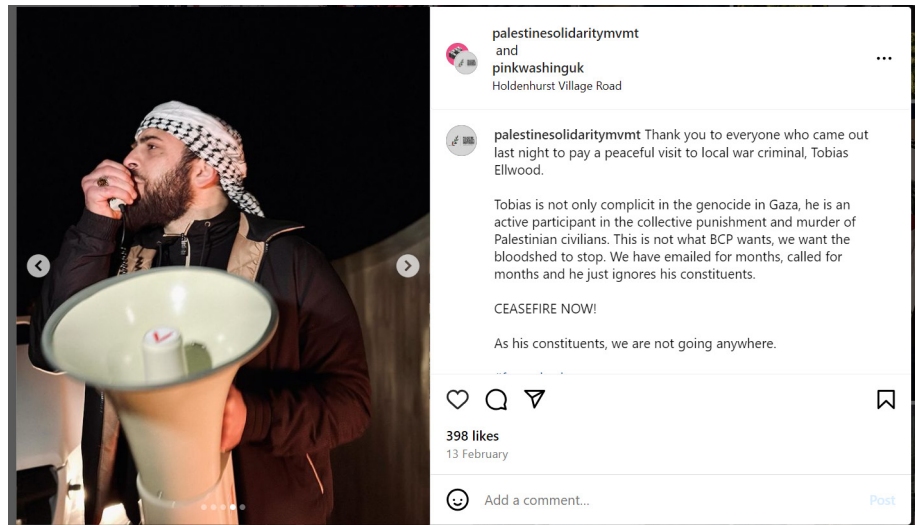 palestinesolidaritymvmt
and
pinkwashinguk
Holdenhurst Village Road
palestinesolidaritymvmt Thank you to everyone who came out
last night to pay a peaceful visit to local war criminal, Tobias
Ellwood.
Tobias is not only complicit in the genocide in Gaza, he is an
active participant in the collective punishment and murder of
Palestinian civilians. This is not what BCP wants, we want the
bloodshed to stop. We have emailed for months, called for
months and he just ignores his constituents.
CEASEFIRE NOW!
As his constituents, we are not going anywhere.
398 likes
13 February
Add a comment...
Post